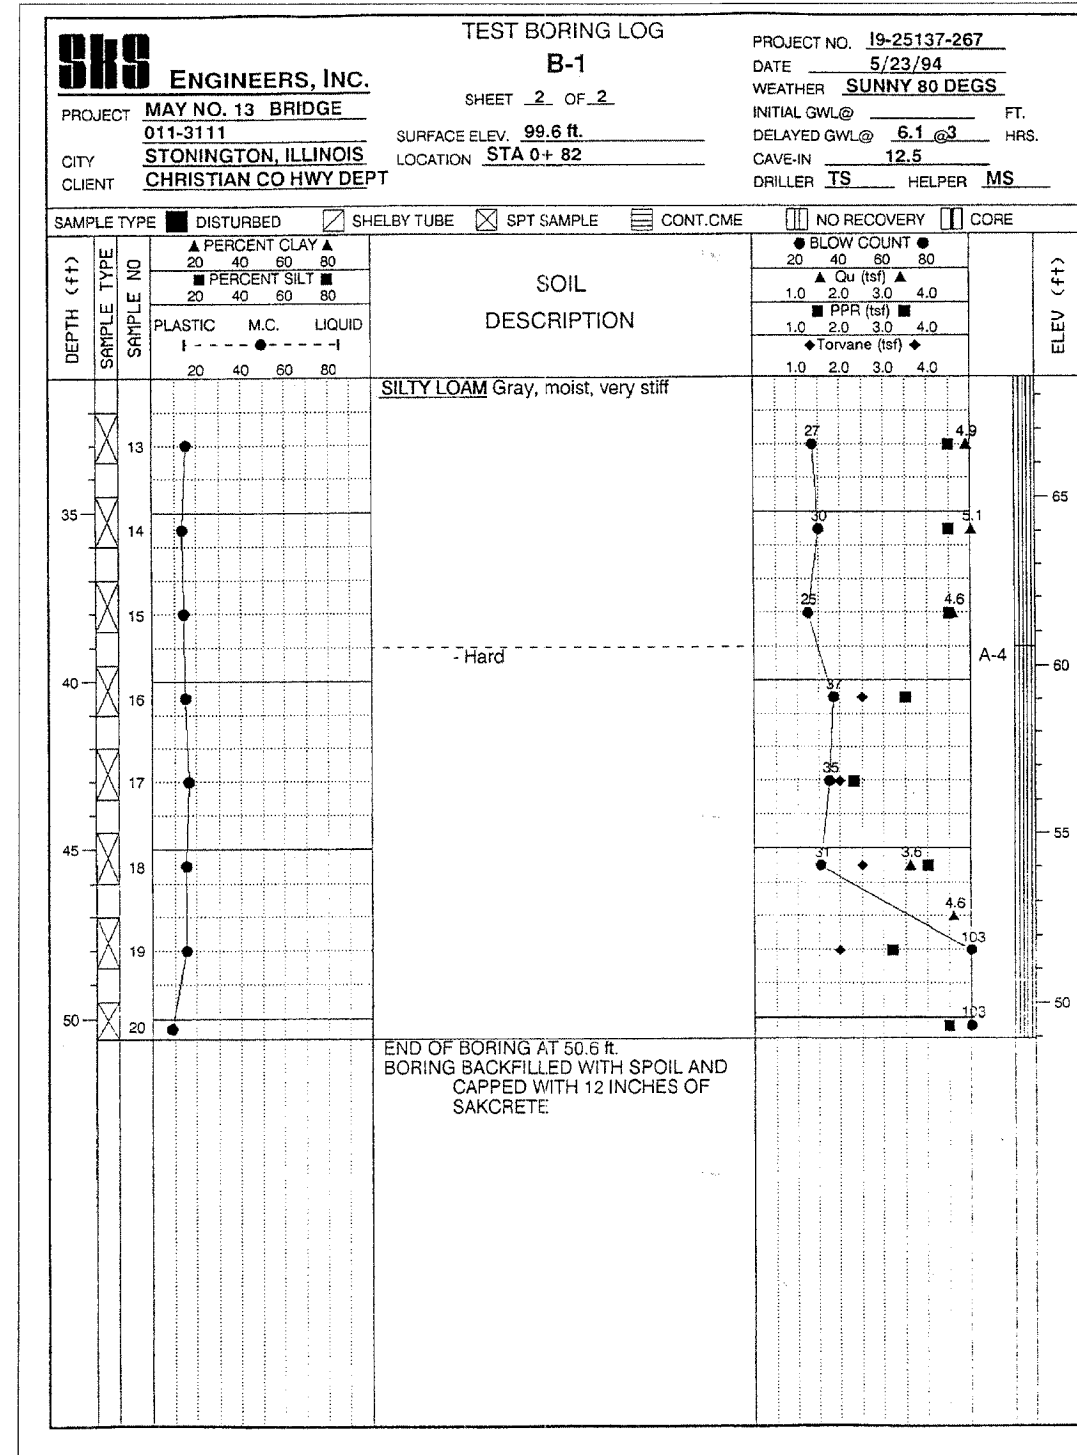 SKS ENGINEERS, INC.
TEST BORING LOG
B-1
SHEET 2 OF 2
PROJECT NO. I9-25137-267
DATE 5/23/94
WEATHER SUNNY 80 DEGS
INITIAL GWL@ FT.
DELAYED GWL@ 6.1 @3 HRS.
CAVE-IN 12.5
DRILLER TS HELPER MS
PROJECT MAY NO. 13 BRIDGE
011-3111
CITY STONINGTON, ILLINOIS
CLIENT CHRISTIAN CO HWY DEPT
SURFACE ELEV. 99.6 ft.
LOCATION STA 0+ 82
SAMPLE TYPE DISTURBED SHELBY TUBE SPT SAMPLE CONT.CME NO RECOVERY CORE
DEPTH (ft)
SAMPLE TYPE
SAMPLE NO
▲ PERCENT CLAY ▲
20 40 60 80
■ PERCENT SILT ■
20 40 60 80
PLASTIC M.C. LIQUID
20 40 60 80
SOIL
DESCRIPTION
● BLOW COUNT ●
20 40 60 80
▲ Qu (tsf) ▲
1.0 2.0 3.0 4.0
■ PPR (tsf) ■
1.0 2.0 3.0 4.0
◆ Torvane (tsf) ◆
1.0 2.0 3.0 4.0
ELEV (ft)
SILTY LOAM Gray, moist, very stiff
13 27 4.9
65
35 14 30 5.1
15 25 4.6
- Hard A-4
60
40 16 37
17 35
55
45 18 31 3.6
4.6
19 103
50
50 20 103
END OF BORING AT 50.6 ft.
BORING BACKFILLED WITH SPOIL AND
CAPPED WITH 12 INCHES OF
SAKCRETE